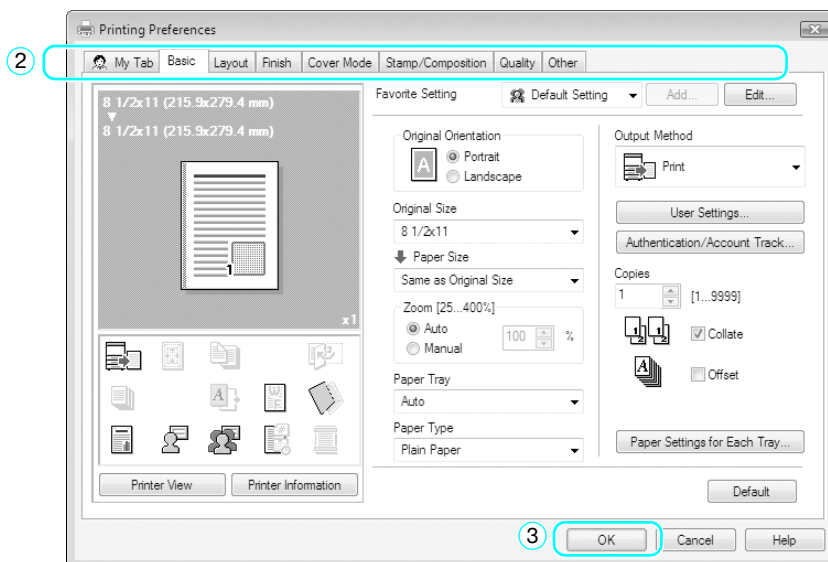 Printing Preferences
②
My Tab Basic Layout Finish Cover Mode Stamp/Composition Quality Other
8 1/2x11 (215.9x279.4 mm)
8 1/2x11 (215.9x279.4 mm)
1
x1
Printer View Printer Information
Favorite Setting Default Setting Add... Edit...
Original Orientation
A
Portrait
Landscape
Original Size
8 1/2x11
Paper Size
Same as Original Size
Zoom [25...400%]
Auto
Manual
100 %
Paper Tray
Auto
Paper Type
Plain Paper
Output Method
Print
User Settings...
Authentication/Account Track...
Copies
1 [1...9999]
1 2 1 2 Collate
A Offset
Paper Settings for Each Tray...
Default
③ OK Cancel Help